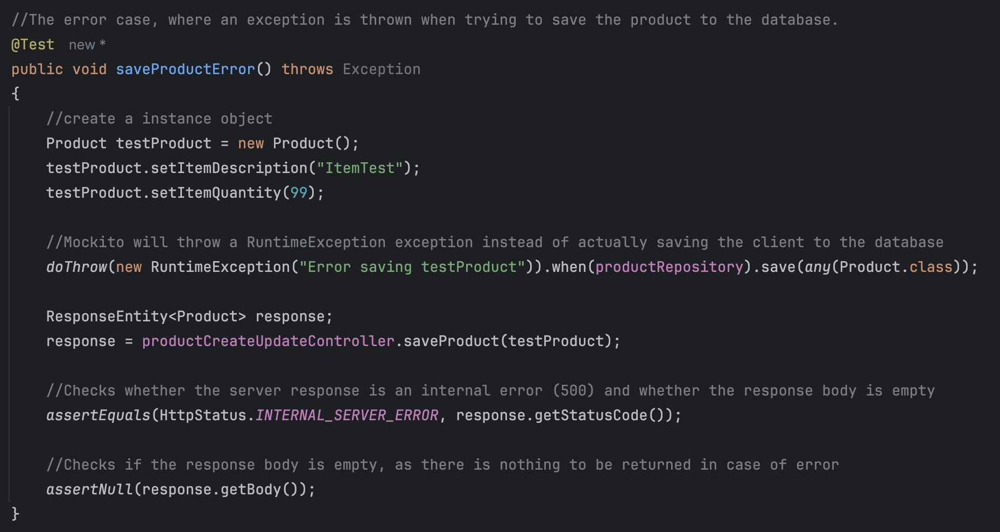 //The error case, where an exception is thrown when trying to save the product to the database.
@Test new *
public void saveProductError() throws Exception
{
//create a instance object
Product testProduct = new Product();
testProduct.setItemDescription("ItemTest");
testProduct.setItemQuantity(99);
//Mockito will throw a RuntimeException exception instead of actually saving the client to the database
doThrow(new RuntimeException("Error saving testProduct")).when(productRepository).save(any(Product.class));
ResponseEntity<Product> response;
response = productCreateUpdateController.saveProduct(testProduct);
//Checks whether the server response is an internal error (500) and whether the response body is empty
assertEquals(HttpStatus.INTERNAL_SERVER_ERROR, response.getStatusCode());
//Checks if the response body is empty, as there is nothing to be returned in case of error
assertNull(response.getBody());
}